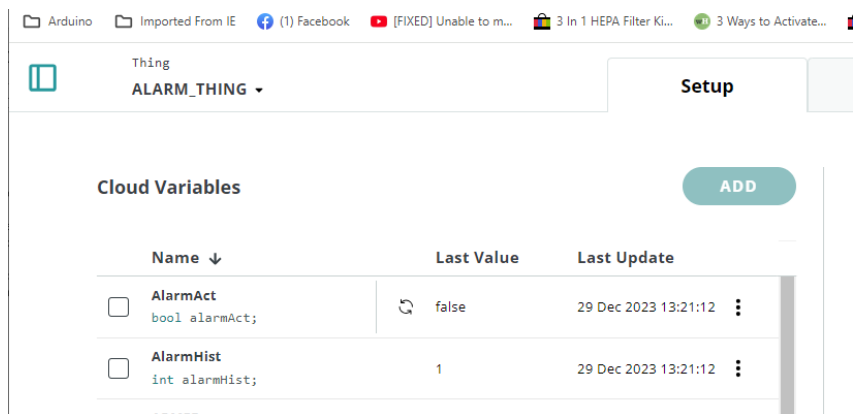 Arduino Imported From IE (1) Facebook [FIXED] Unable to m... 3 In 1 HEPA Filter Ki... 3 Ways to Activate...
Thing
ALARM_THING
Setup
Cloud Variables
ADD
Name Last Value Last Update
AlarmAct
bool alarmAct;
false
29 Dec 2023 13:21:12
AlarmHist
int alarmHist;
1
29 Dec 2023 13:21:12